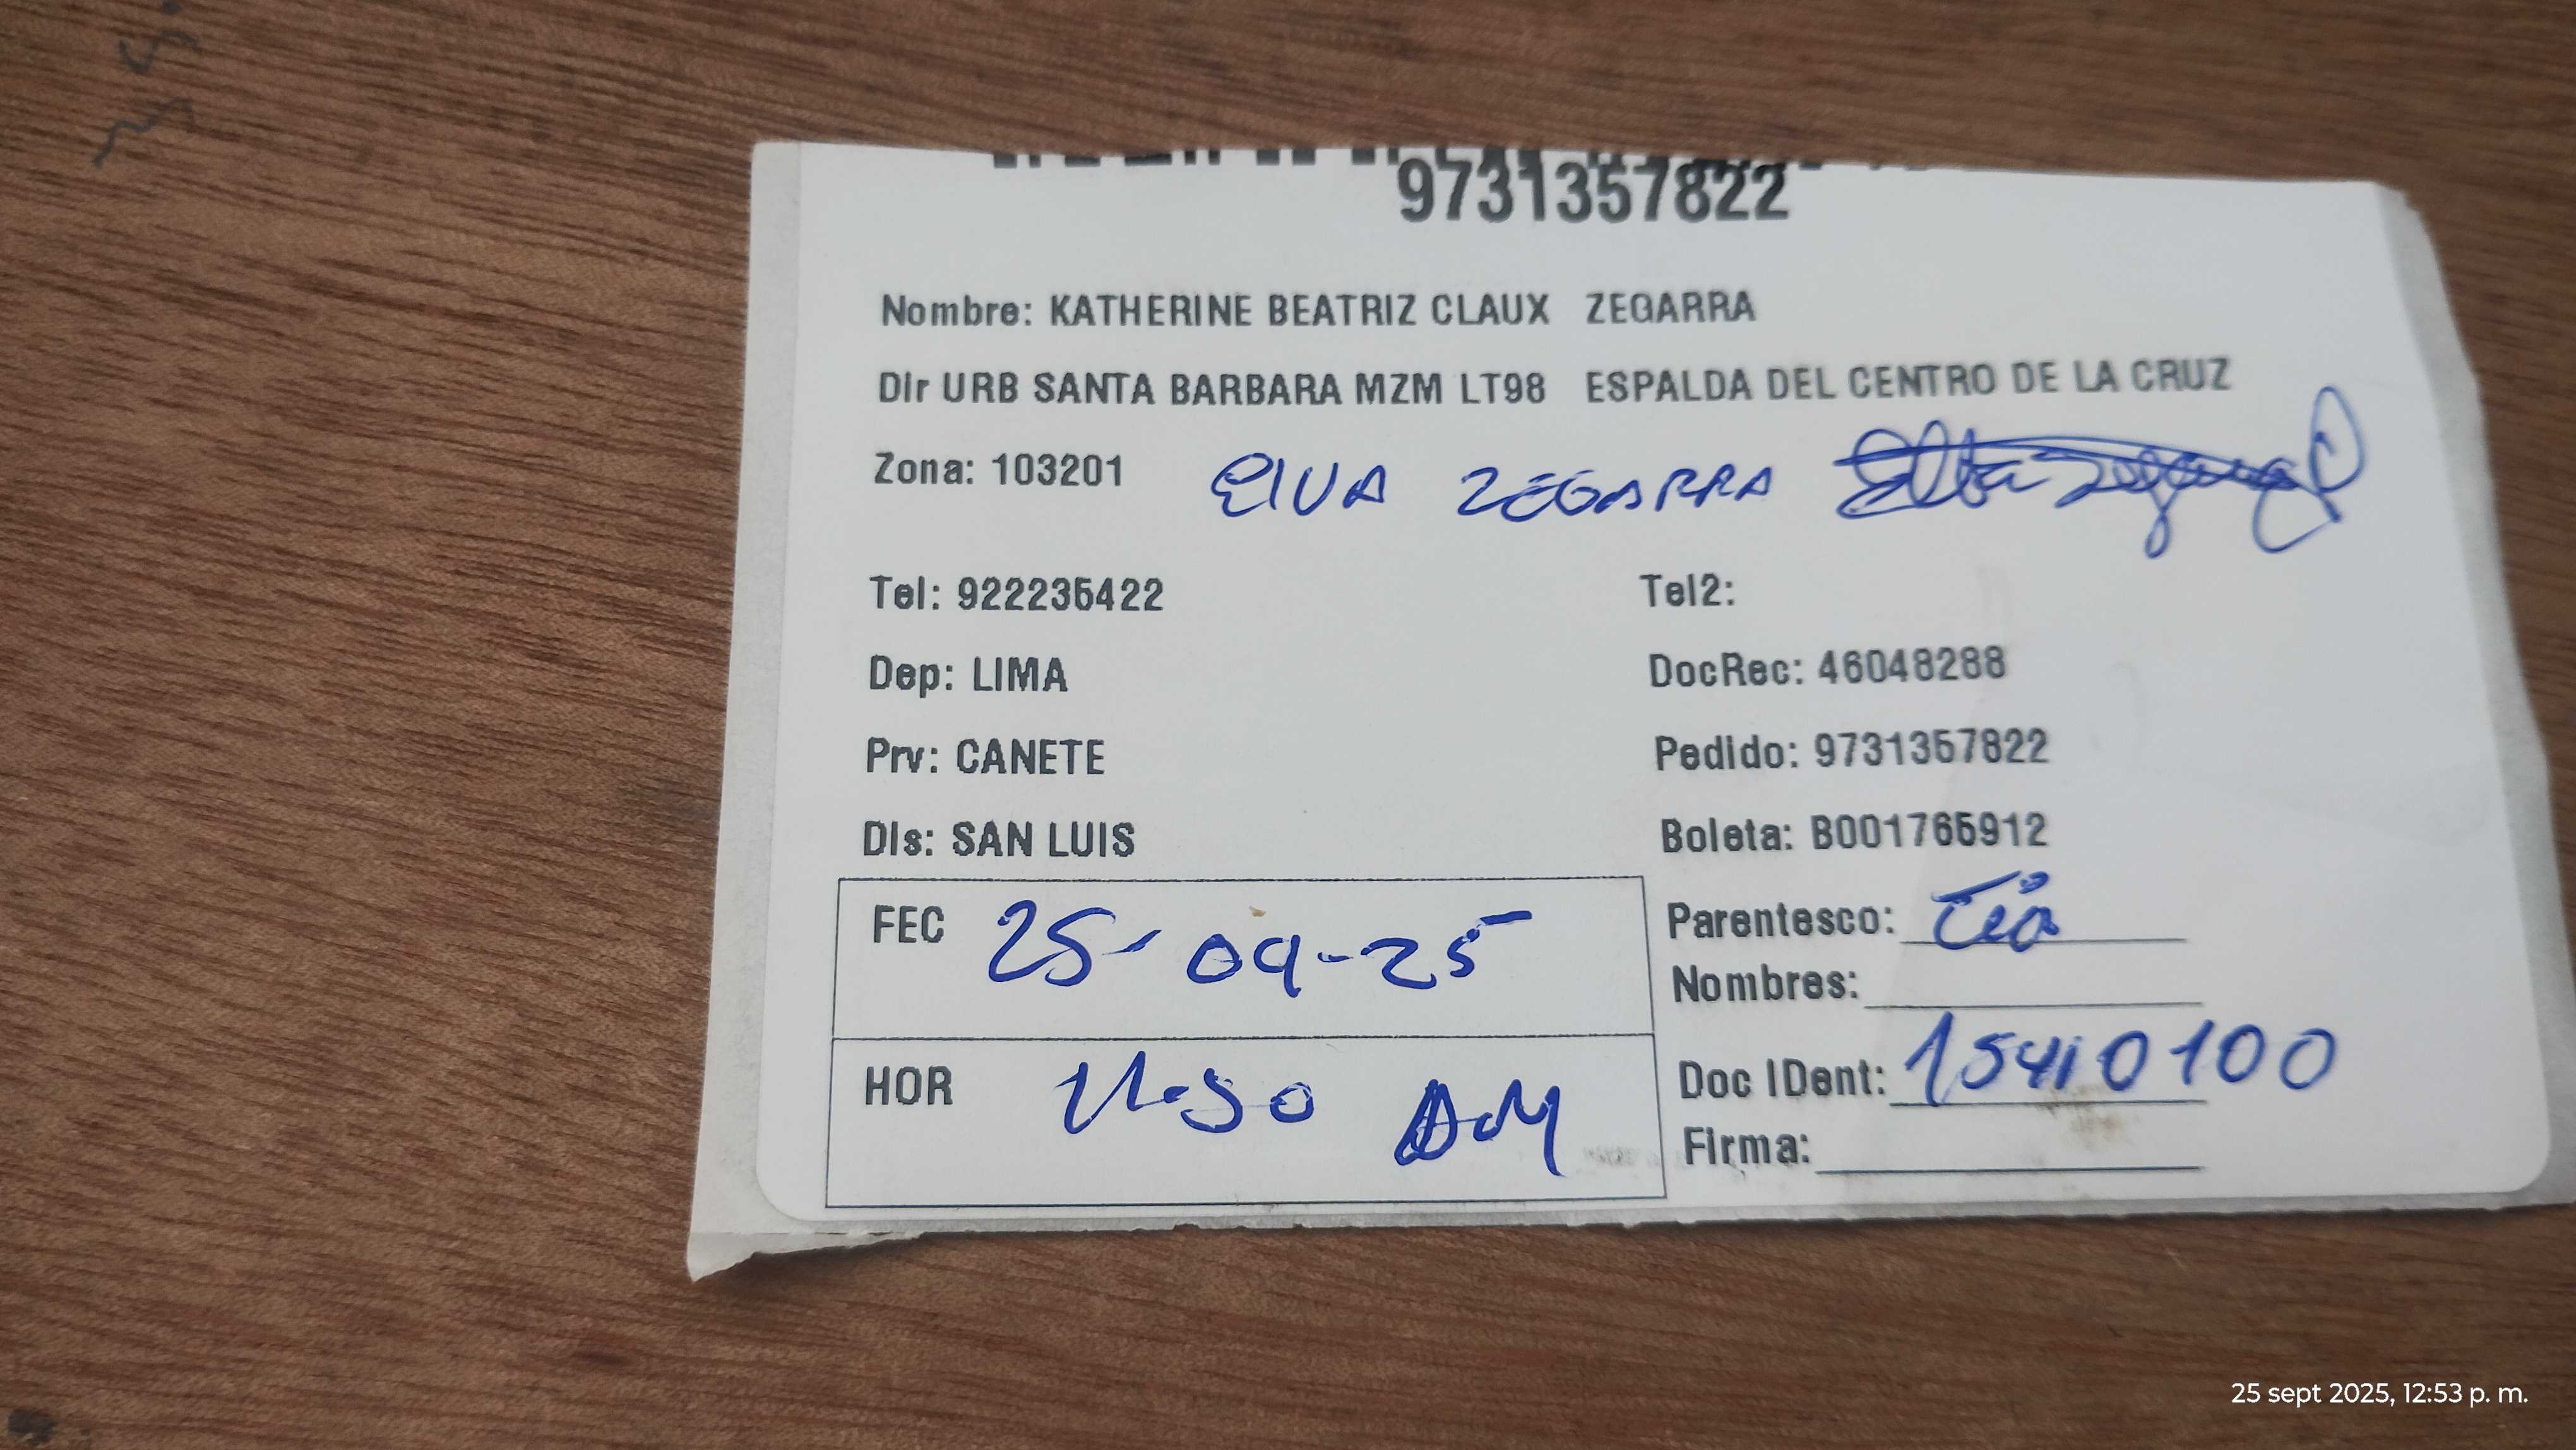 9731357822
Nombre: KATHERINE BEATRIZ CLAUX ZEGARRA
Dir URB SANTA BARBARA MZM LT98 ESPALDA DEL CENTRO DE LA CRUZ
Zona: 103201 ElVA ZEGARRA
Tel: 922235422 Tel2:
Dep: LIMA DocRec: 46048288
Prv: CANETE Pedido: 9731357822
Dis: SAN LUIS Boleta: B001765912
FEC 25-09-25 Parentesco: Tía
Nombres:
HOR 11:50 AM Doc IDent: 15410100
Firma:
25 sept 2025, 12:53 p. m.